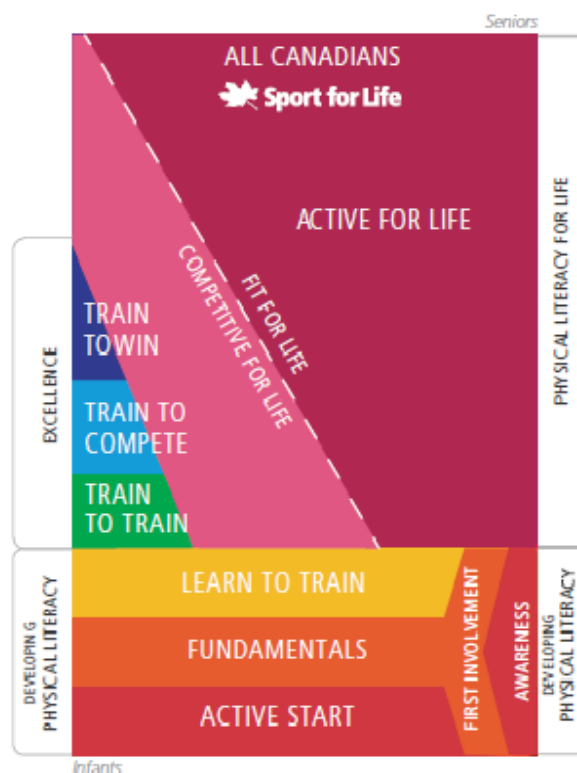 Seniors
ALL CANADIANS
Sport for Life
ACTIVE FOR LIFE
FIT FOR LIFE
COMPETITIVE FOR LIFE
PHYSICAL LITERACY FOR LIFE
EXCELLENCE
TRAIN
TO WIN
TRAIN TO
COMPETE
TRAIN
TO TRAIN
DEVELOPING
PHYSICAL LITERACY
LEARN TO TRAIN
FUNDAMENTALS
ACTIVE START
FIRST INVOLVEMENT
AWARENESS
DEVELOPING
PHYSICAL LITERACY
Infants